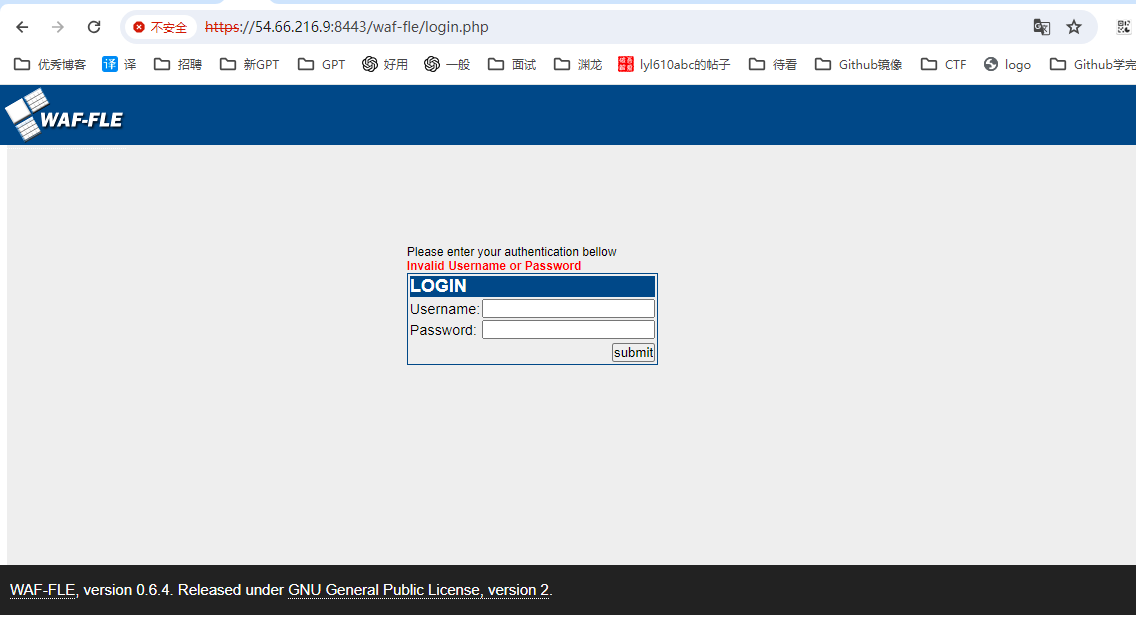 不安全 https://54.66.216.9:8443/waf-fle/login.php
优秀博客 译 译 招聘 新GPT GPT 好用 一般 面试 渊龙 lyl610abc的帖子 待看 Github镜像 CTF logo Github学完
WAF-FLE
Please enter your authentication bellow
Invalid Username or Password
LOGIN
Username:
Password:
submit
WAF-FLE, version 0.6.4. Released under GNU General Public License, version 2.